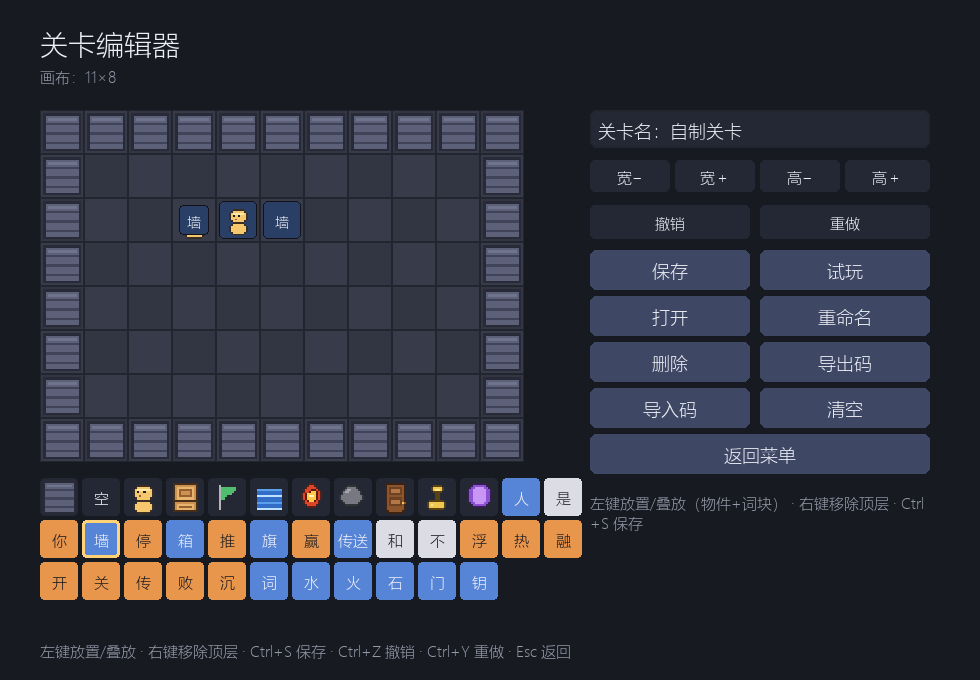 关卡编辑器
画布：11×8
关卡名：自制关卡
宽− 宽+ 高− 高+
撤销 重做
墙 墙
保存 试玩
打开 重命名
删除 导出码
导入码 清空
返回菜单
空 人 是
左键放置/叠放（物件+词块） · 右键移除顶层 · Ctrl
+S 保存
你 墙 停 箱 推 旗 赢 传送 和 不 浮 热 融
开 关 传 败 沉 词 水 火 石 门 钥
左键放置/叠放 · 右键移除顶层 · Ctrl+S 保存 · Ctrl+Z 撤销 · Ctrl+Y 重做 · Esc 返回